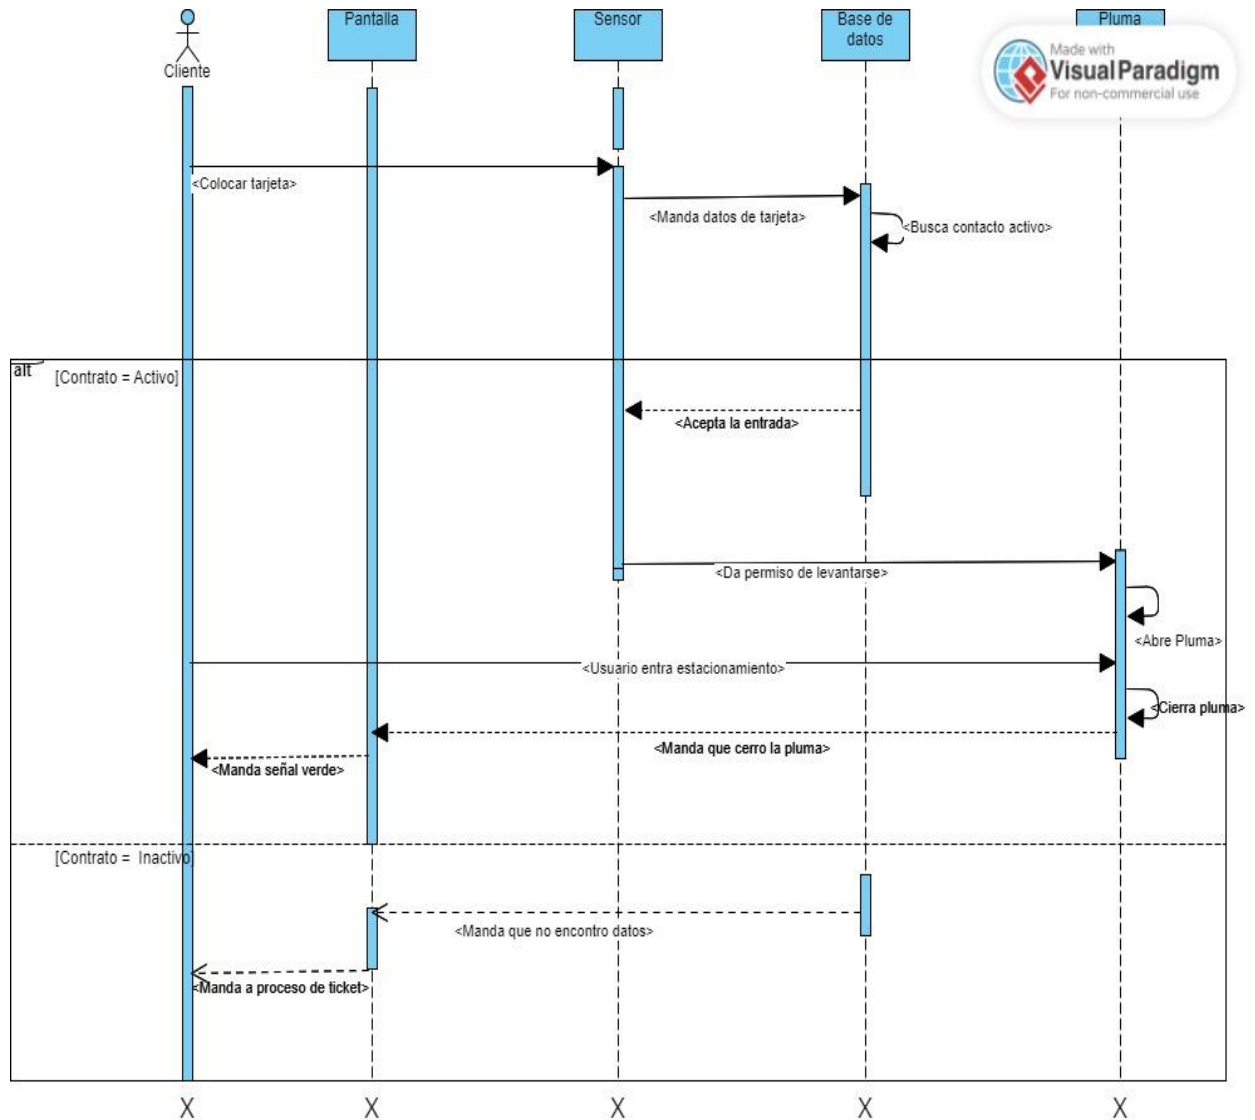 Pantalla
Sensor
Base de
datos
Pluma
Made with
Visual Paradigm
For non-commercial use
Cliente
<Colocar tarjeta>
<Manda datos de tarjeta>
<Busca contacto activo>
alt
[Contrato = Activo]
<Acepta la entrada>
<Da permiso de levantarse>
<Abre Pluma>
<Usuario entra estacionamiento>
<Cierra pluma>
<Manda que cerro la pluma>
<Manda señal verde>
[Contrato = Inactivo]
<Manda que no encontro datos>
<Manda a proceso de ticket>